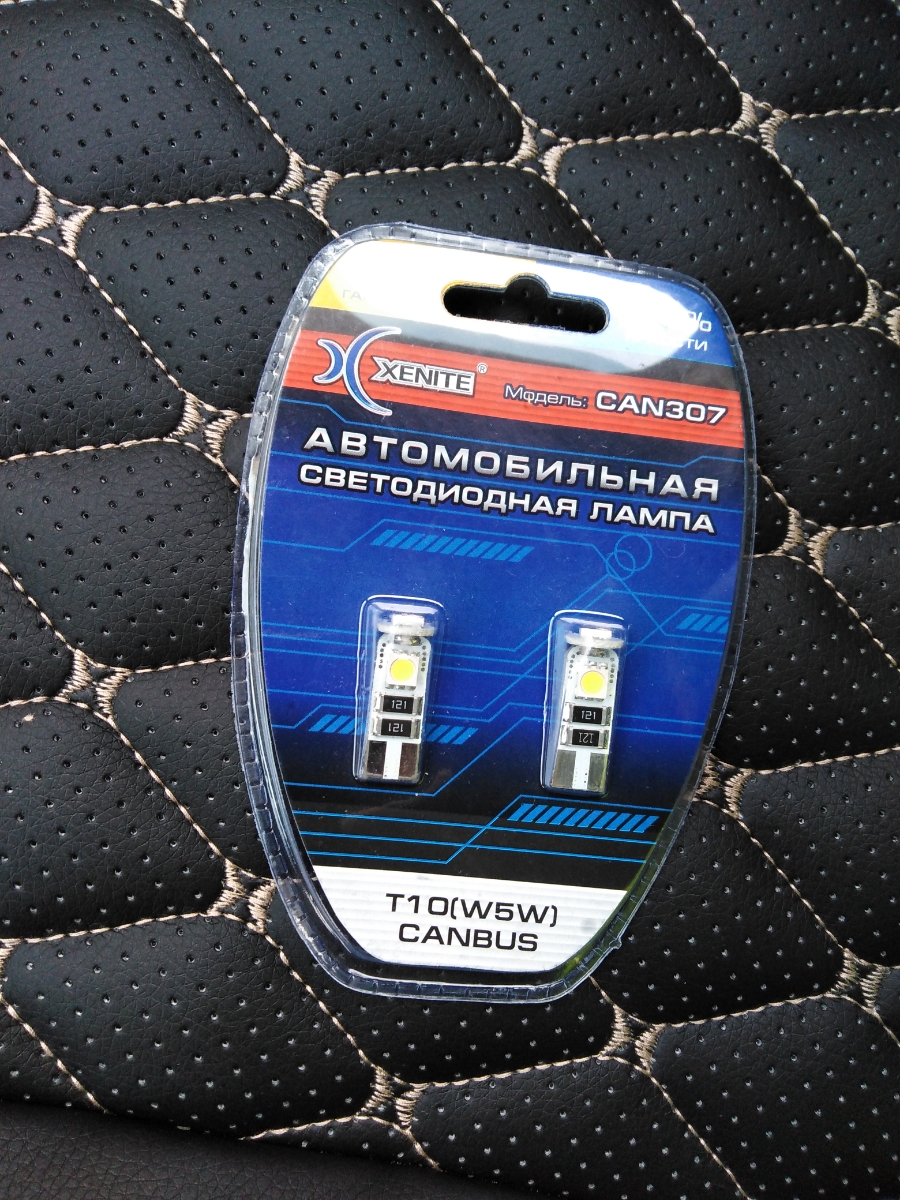 %
XENITE®
Модель: CAN307
АВТОМОБИЛЬНАЯ
СВЕТОДИОДНАЯ ЛАМПА
121
121
121
121
T10(W5W)
CANBUS